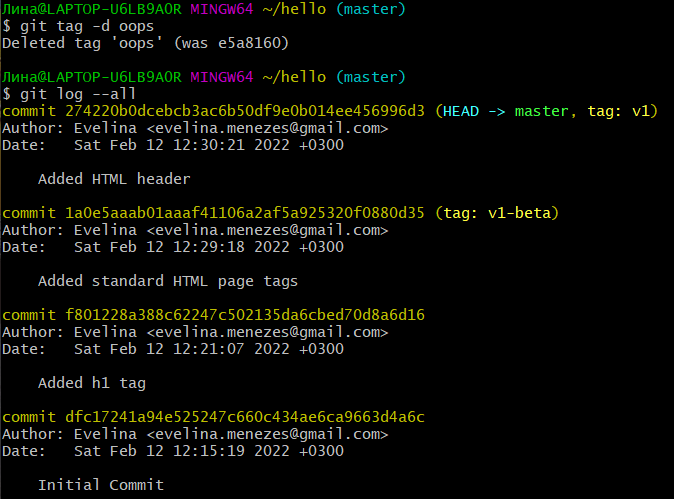 Лина@LAPTOP-U6LB9AOR MINGW64 ~/hello (master)
$ git tag -d oops
Deleted tag 'oops' (was e5a8160)
Лина@LAPTOP-U6LB9AOR MINGW64 ~/hello (master)
$ git log --all
commit 274220b0dcebcb3ac6b50df9e0b014ee456996d3 (HEAD -> master, tag: v1)
Author: Evelina <evelina.menezes@gmail.com>
Date:   Sat Feb 12 12:30:21 2022 +0300
    Added HTML header
commit 1a0e5aaab01aaaf41106a2af5a925320f0880d35 (tag: v1-beta)
Author: Evelina <evelina.menezes@gmail.com>
Date:   Sat Feb 12 12:29:18 2022 +0300
    Added standard HTML page tags
commit f801228a388c62247c502135da6cbed70d8a6d16
Author: Evelina <evelina.menezes@gmail.com>
Date:   Sat Feb 12 12:21:07 2022 +0300
    Added h1 tag
commit dfc17241a94e525247c660c434ae6ca9663d4a6c
Author: Evelina <evelina.menezes@gmail.com>
Date:   Sat Feb 12 12:15:19 2022 +0300
    Initial Commit